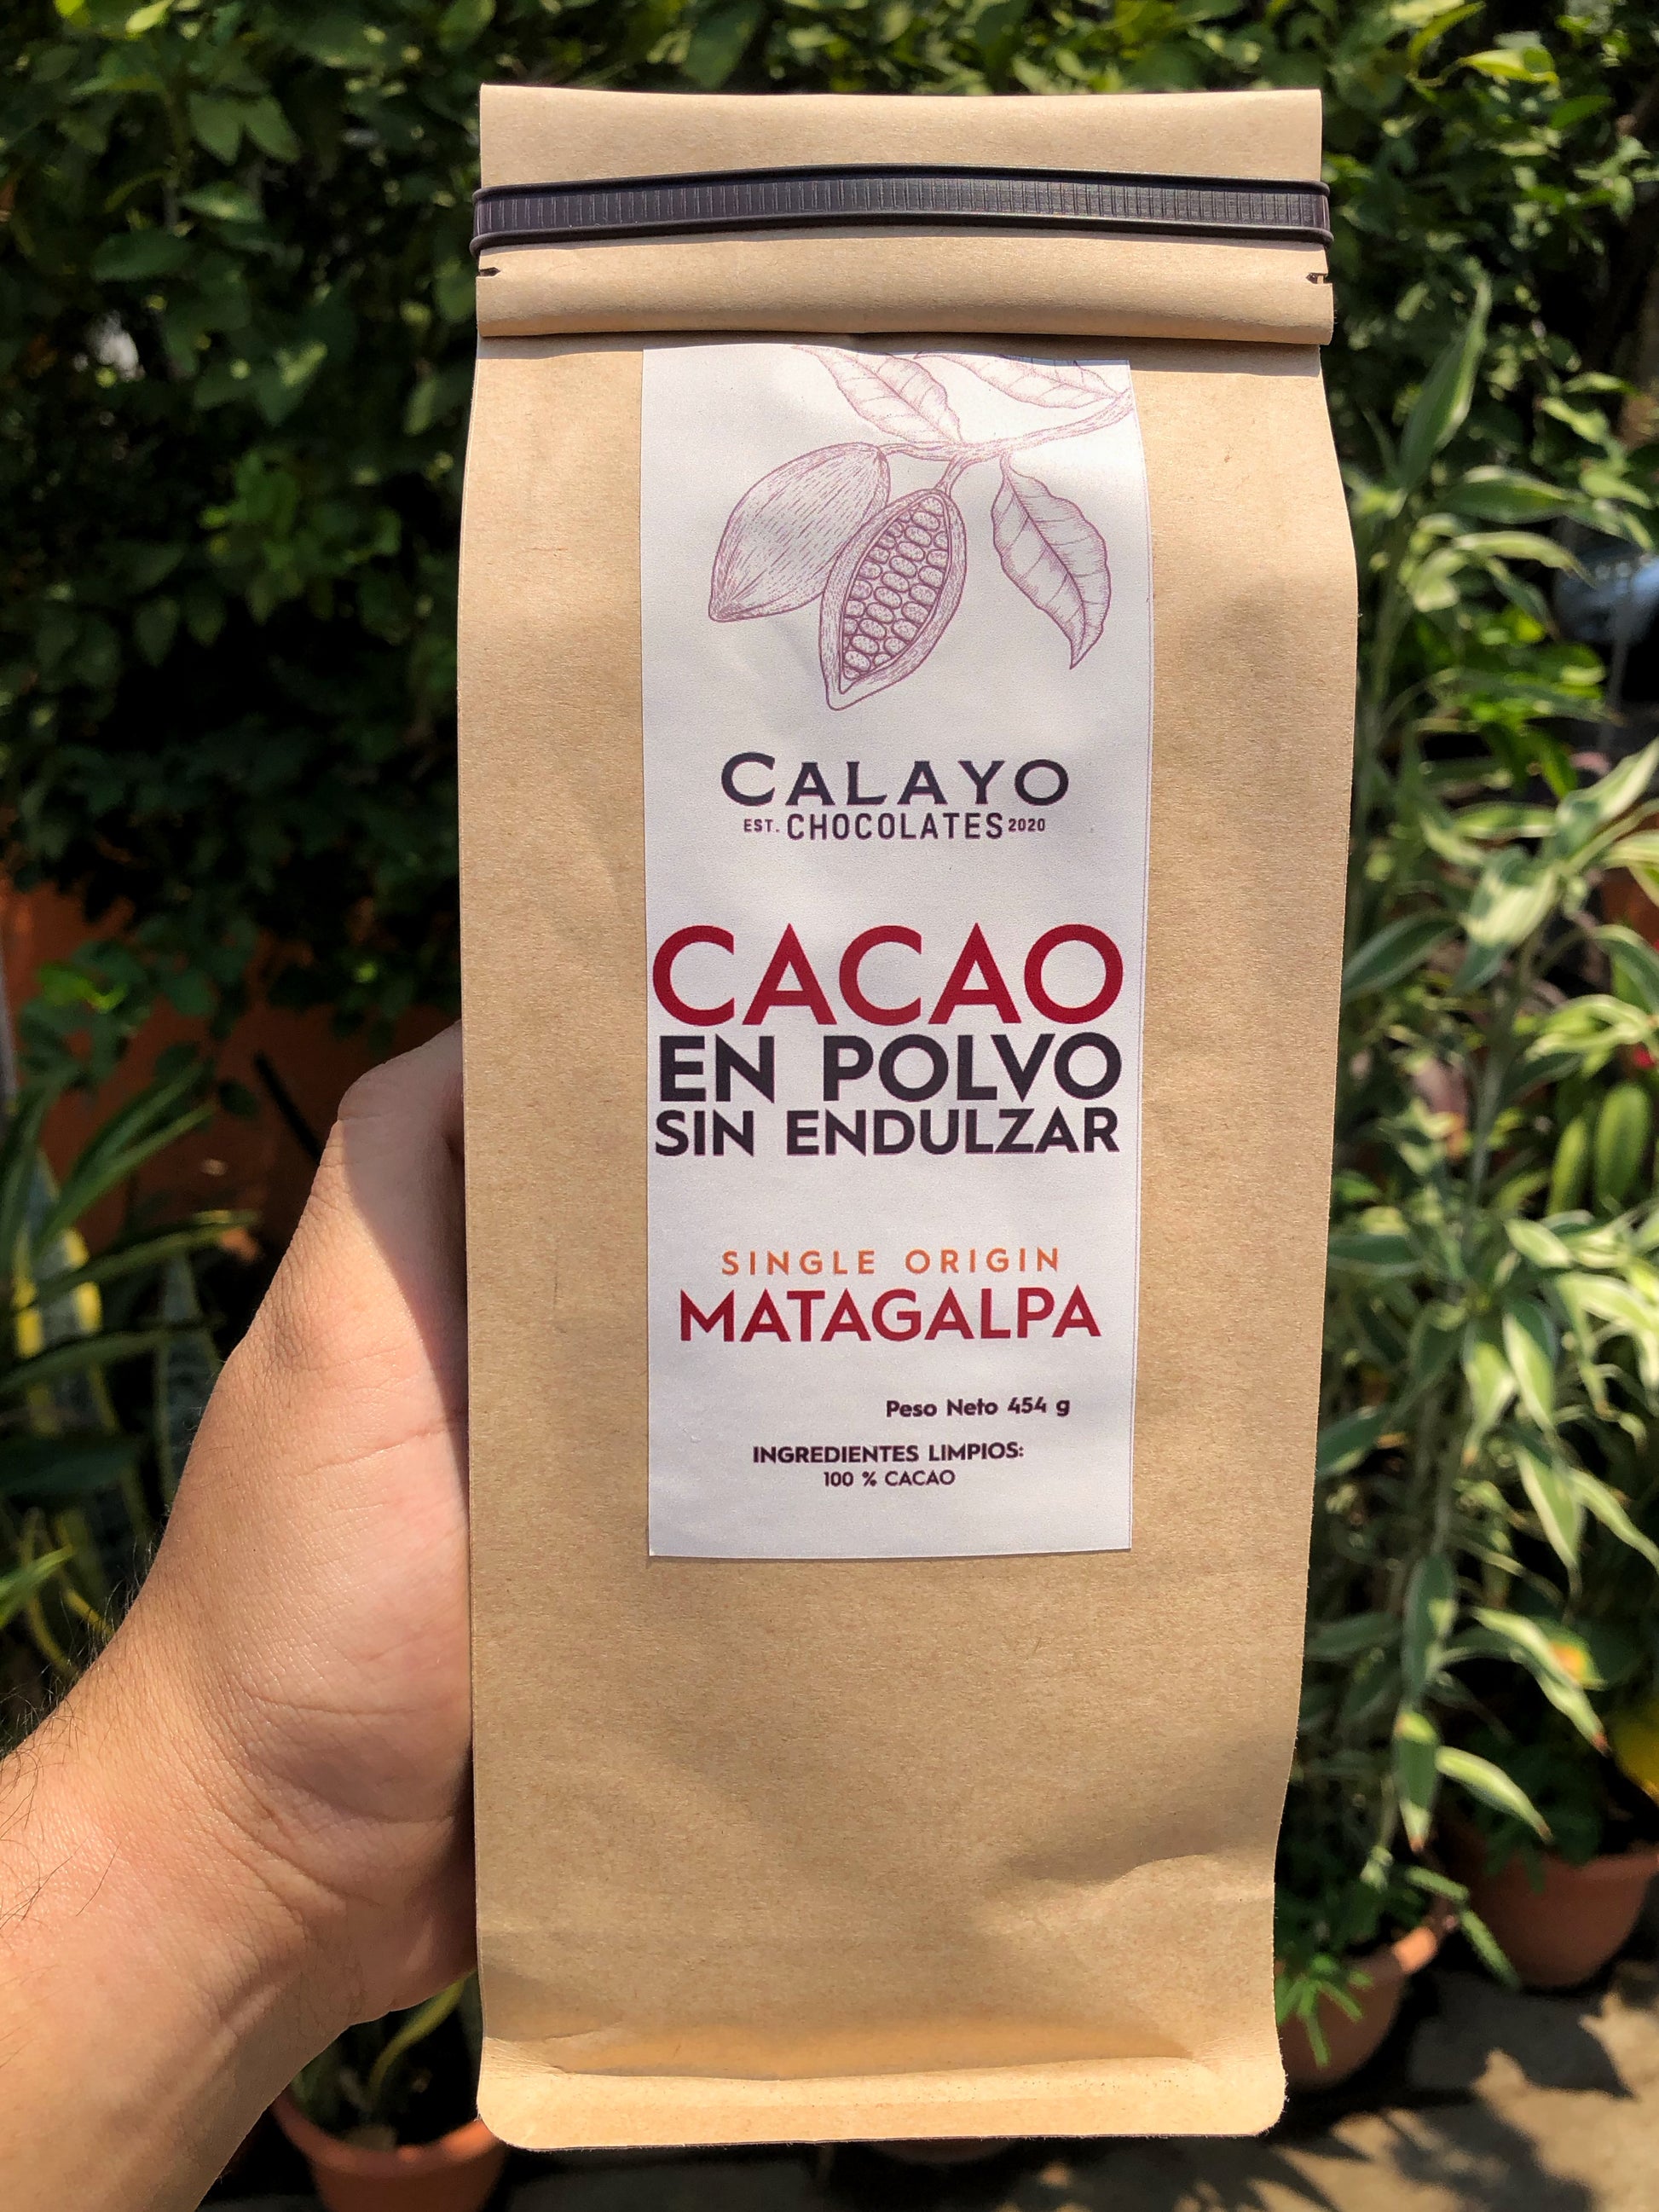 CALAYO
EST. CHOCOLATES 2020
CACAO
EN POLVO
SIN ENDULZAR
SINGLE ORIGIN
MATAGALPA
Peso Neto 454 g
INGREDIENTES LIMPIOS:
100 % CACAO